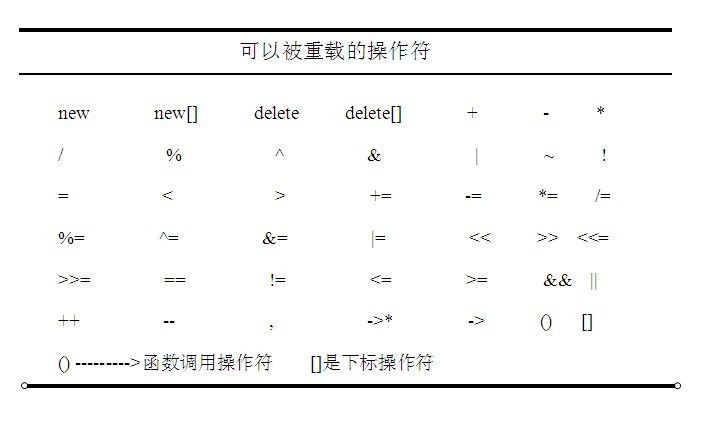 可以被重载的操作符
new new[] delete delete[] + - *
/ % ^ & | ~ !
= < > += -= *= /=
%= ^= &= |= << >> <<=
>>= == != <= >= && ||
++ -- , ->* -> () []
() --------->函数调用操作符 []是下标操作符